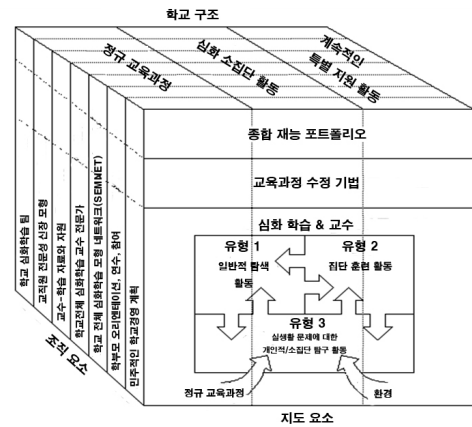 학교 구조
정규 교육과정
심화 소집단 활동
계속적인
특별 지원 활동
종합 재능 포트폴리오
교육과정 수정 기법
심화 학습 & 교수
유형 1
일반적 탐색
활동
유형 2
집단 훈련 활동
유형 3
실생활 문제에 대한
개인적/소집단 탐구 활동
정규 교육과정
환경
지도 요소
학교 심화학습 팀
교직원 전문성 신장 모형
교수-학습 자료와 자원
학교전체 심화학습 교수 전문가
학교 전체 심화학습 모형 네트워크(SEMNET)
학부모 오리엔테이션, 연수, 참여
민주적인 학교경영 계획
조직 요소